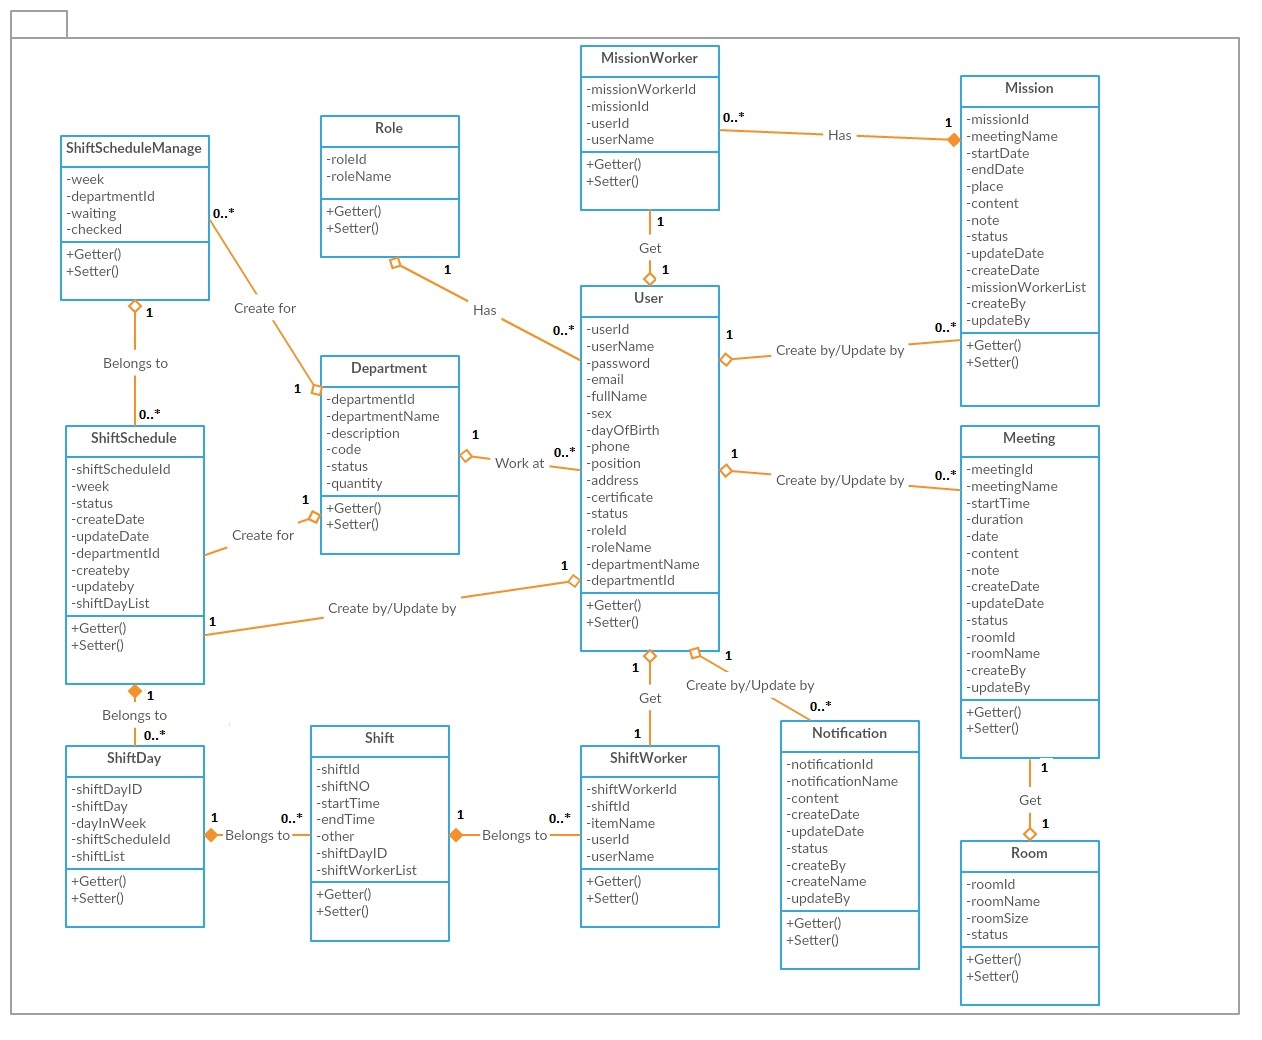 MissionWorker
-missionWorkerId
-missionId
-userId
-userName
+Getter()
+Setter()
0..*
Has
1
Mission
-missionId
-meetingName
-startDate
-endDate
-place
-content
-note
-status
-updateDate
-createDate
-missionWorkerList
-createBy
-updateBy
+Getter()
+Setter()
Role
-roleId
-roleName
+Getter()
+Setter()
1
Has
0..*
ShiftScheduleManage
-week
-departmentId
-waiting
-checked
+Getter()
+Setter()
0..*
Create for
1
1
Belongs to
0..*
1
Get
1
User
-userId
-userName
-password
-email
-fullName
-sex
-dayOfBirth
-phone
-position
-address
-certificate
-status
-roleId
-roleName
-departmentName
-departmentId
+Getter()
+Setter()
1
Create by/Update by
0..*
1
Create by/Update by
0..*
Department
-departmentId
-departmentName
-description
-code
-status
-quantity
+Getter()
+Setter()
1
Work at
0..*
ShiftSchedule
-shiftScheduleId
-week
-status
-createDate
-updateDate
-departmentId
-createby
-updateby
-shiftDayList
+Getter()
+Setter()
1
Create for
1
Create by/Update by
1
Meeting
-meetingId
-meetingName
-startTime
-duration
-date
-content
-note
-createDate
-updateDate
-status
-roomId
-roomName
-createBy
-updateBy
+Getter()
+Setter()
1
Belongs to
0..*
1
Get
1
1
Create by/Update by
0..*
ShiftDay
-shiftDayID
-shiftDay
-dayInWeek
-shiftScheduleId
-shiftList
+Getter()
+Setter()
1
Belongs to
0..*
Shift
-shiftId
-shiftNO
-startTime
-endTime
-other
-shiftDayID
-shiftWorkerList
+Getter()
+Setter()
1
Belongs to
0..*
ShiftWorker
-shiftWorkerId
-shiftId
-itemName
-userId
-userName
+Getter()
+Setter()
Notification
-notificationId
-notificationName
-content
-createDate
-updateDate
-status
-createBy
-createName
-updateBy
+Getter()
+Setter()
1
Get
1
Room
-roomId
-roomName
-roomSize
-status
+Getter()
+Setter()